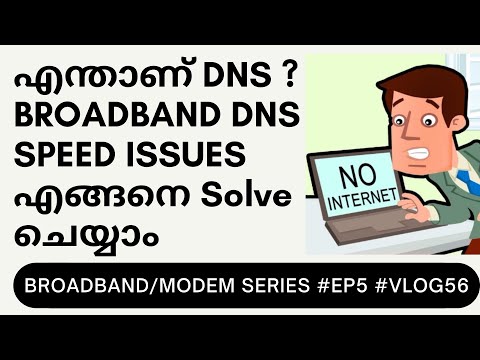 എന്താണ് DNS ?
BROADBAND DNS
SPEED ISSUES
എങ്ങനെ Solve
ചെയ്യാം
NO
INTERNET
BROADBAND/MODEM SERIES #EP5 #VLOG56